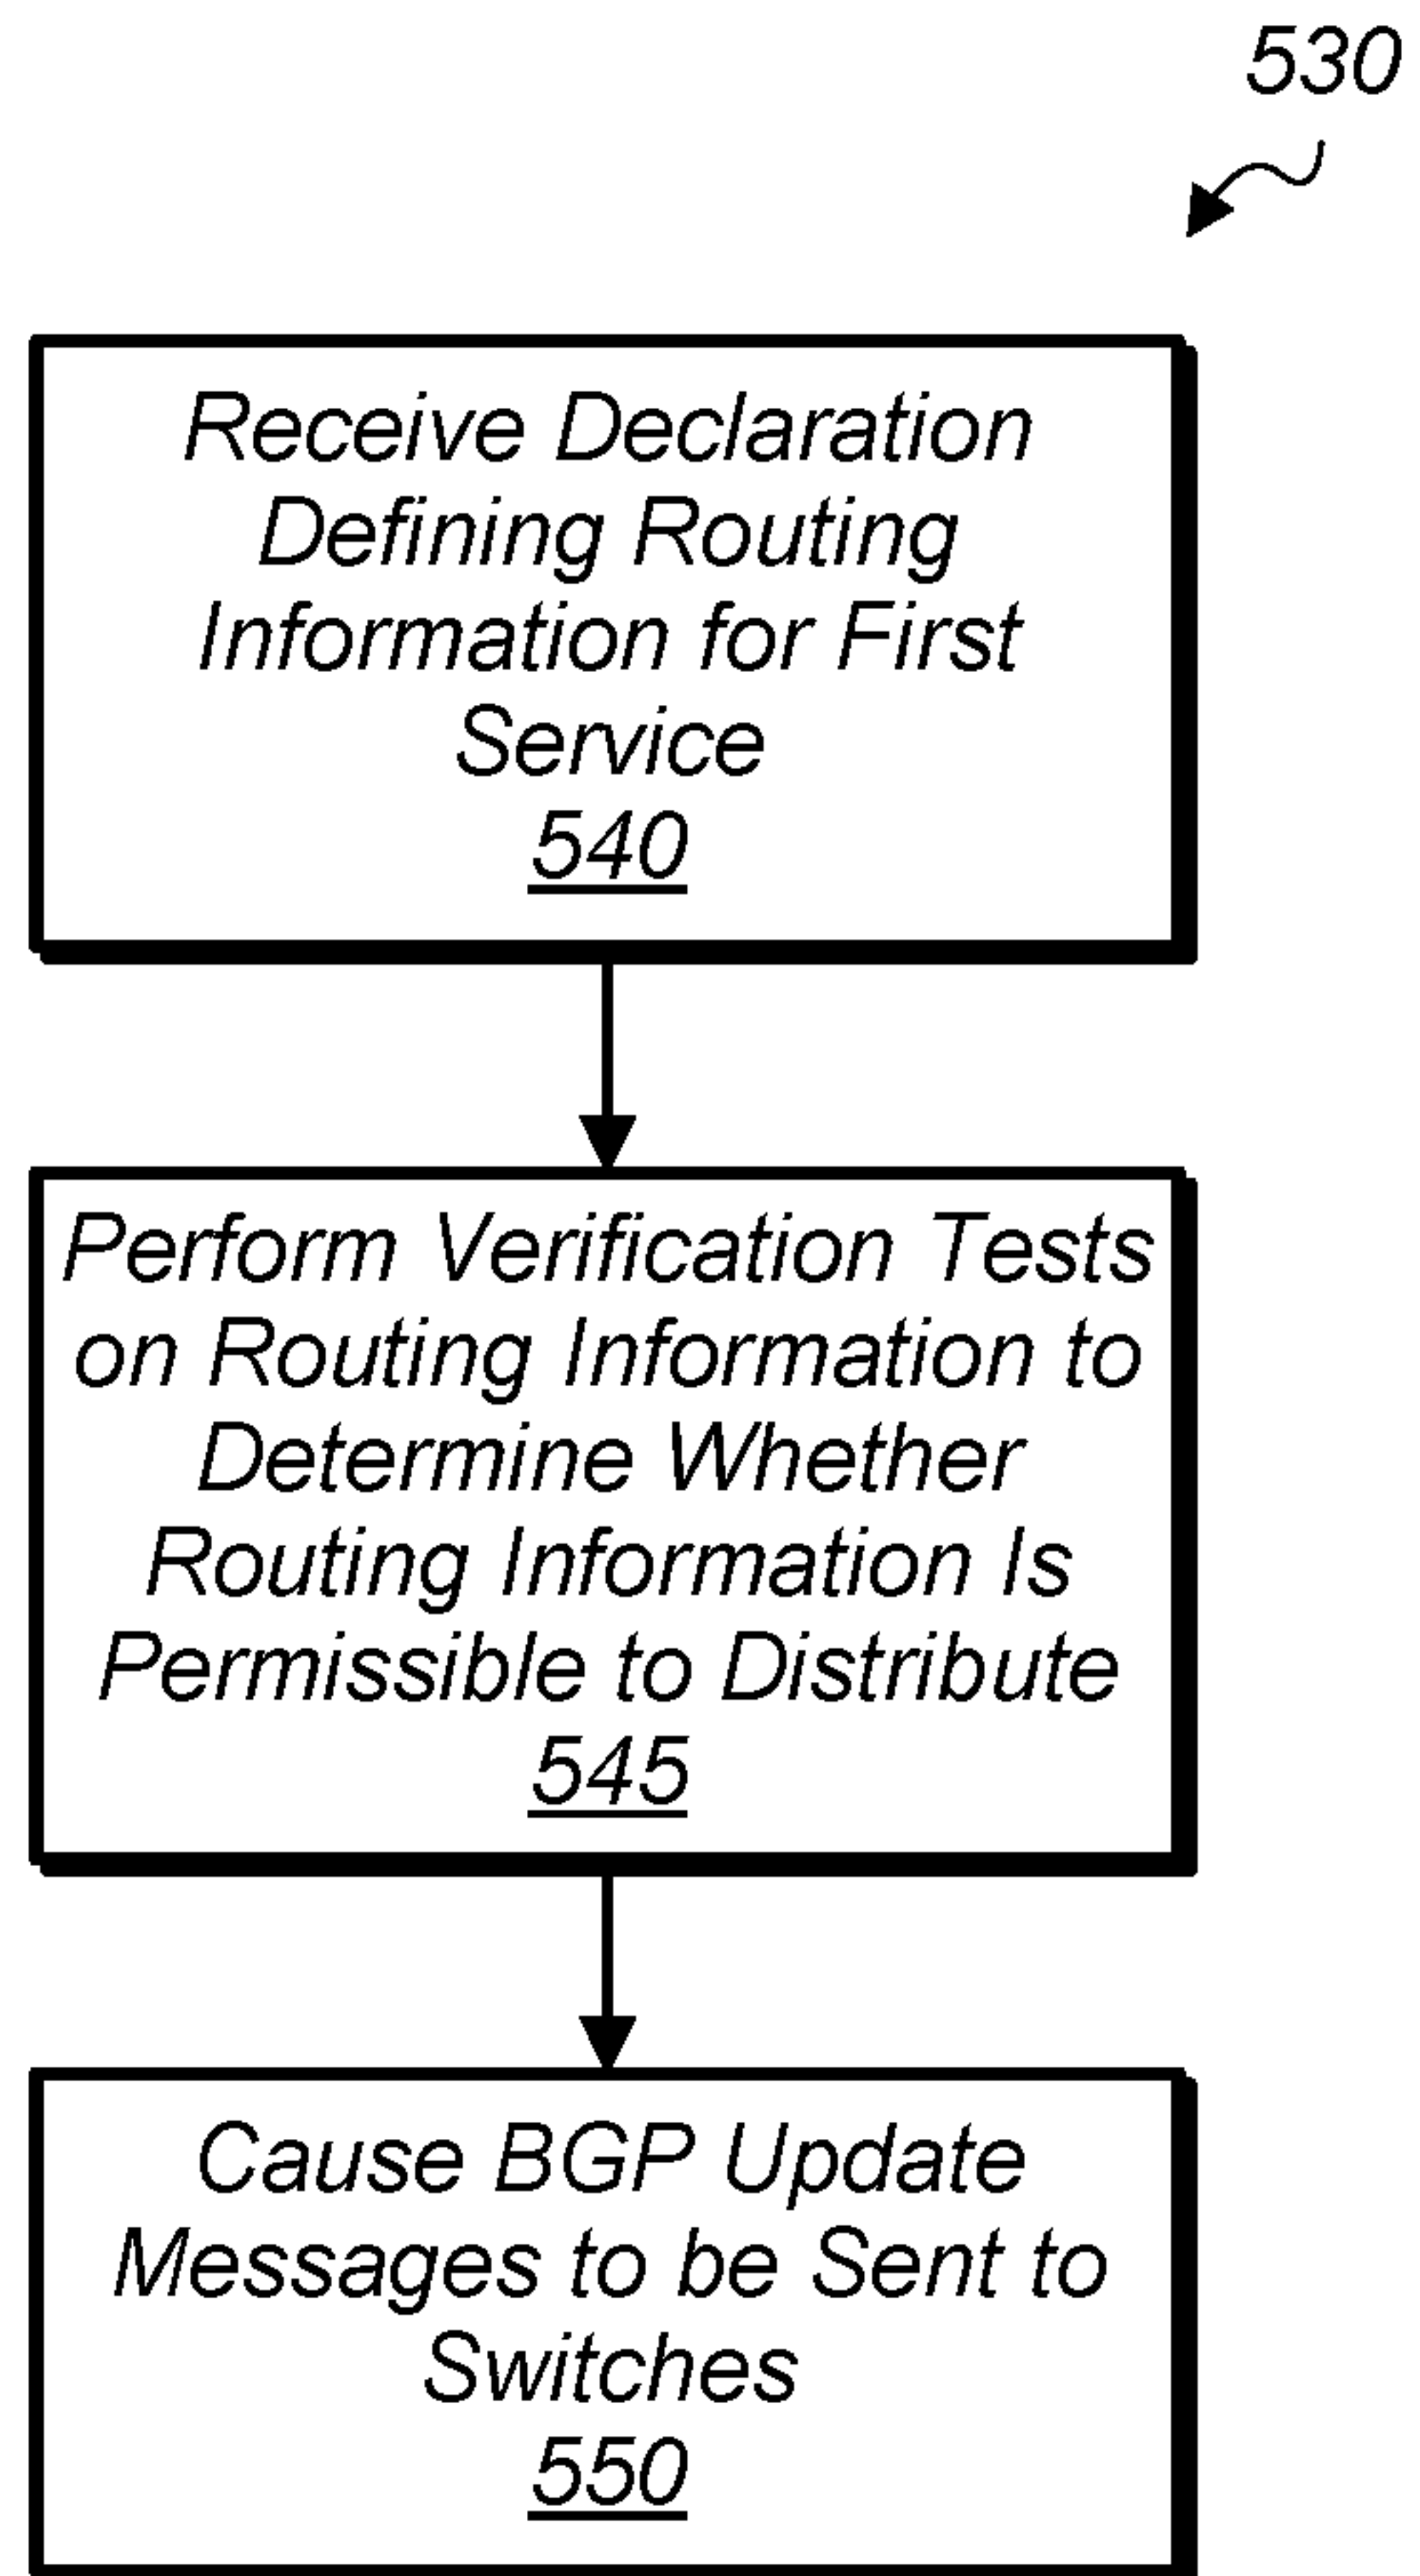 530
Receive Declaration
Defining Routing
Information for First
Service
540
Perform Verification Tests
on Routing Information to
Determine Whether
Routing Information Is
Permissible to Distribute
545
Cause BGP Update
Messages to be Sent to
Switches
550